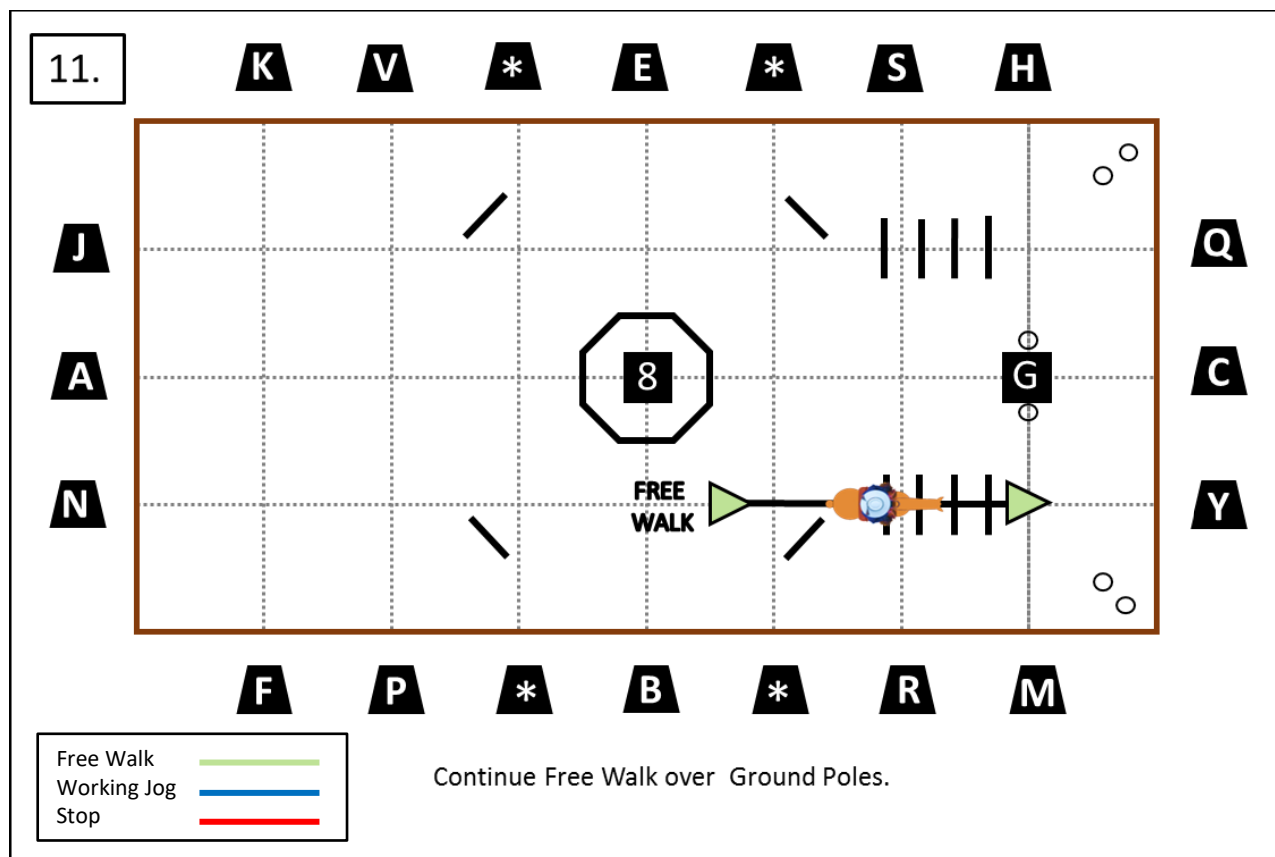 11.
K V * E * S H
J Q
A 8 G C
FREE
WALK
N Y
F P * B * R M
Free Walk
Working Jog
Stop
Continue Free Walk over Ground Poles.